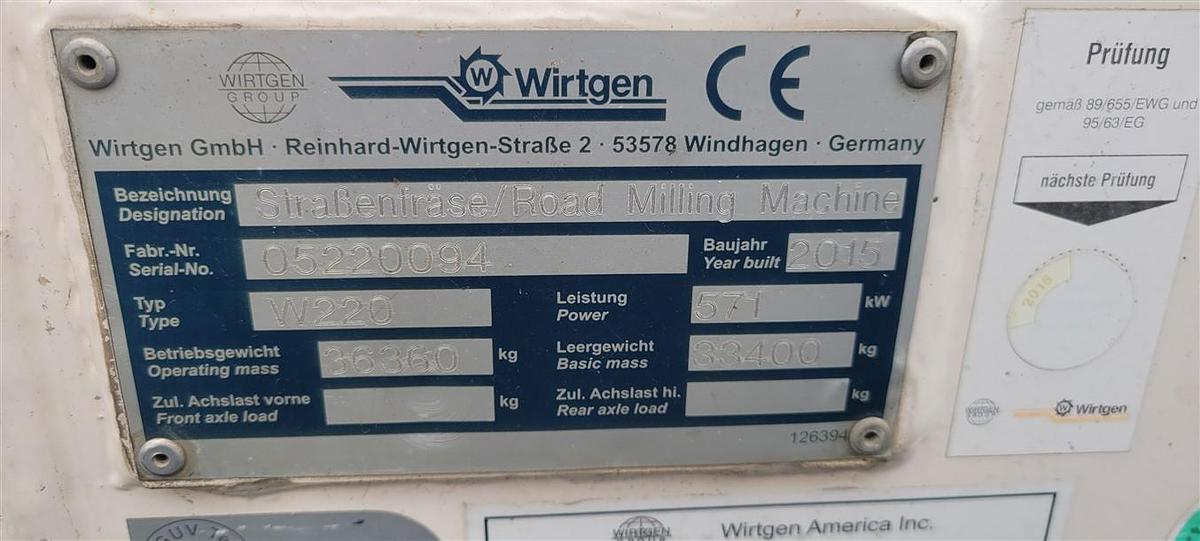 WIRTGEN
GROUP
W Wirtgen CE
Wirtgen GmbH · Reinhard-Wirtgen-Straße 2 · 53578 Windhagen · Germany
Bezeichnung
Designation
Straßenfräse/Road Milling Machine
Fabr.-Nr.
Serial-No.
05220094
Baujahr
Year built
2015
Typ
Type
W220
Leistung
Power
571 kW
Betriebsgewicht
Operating mass
36360 kg
Leergewicht
Basic mass
33400 kg
Zul. Achslast vorne
Front axle load
kg
Zul. Achslast hi.
Rear axle load
kg
126394
Prüfung
gemäß 89/655/EWG und
95/63/EG
nächste Prüfung
2016
WIRTGEN
GROUP
W Wirtgen
WIRTGEN
Wirtgen America Inc.